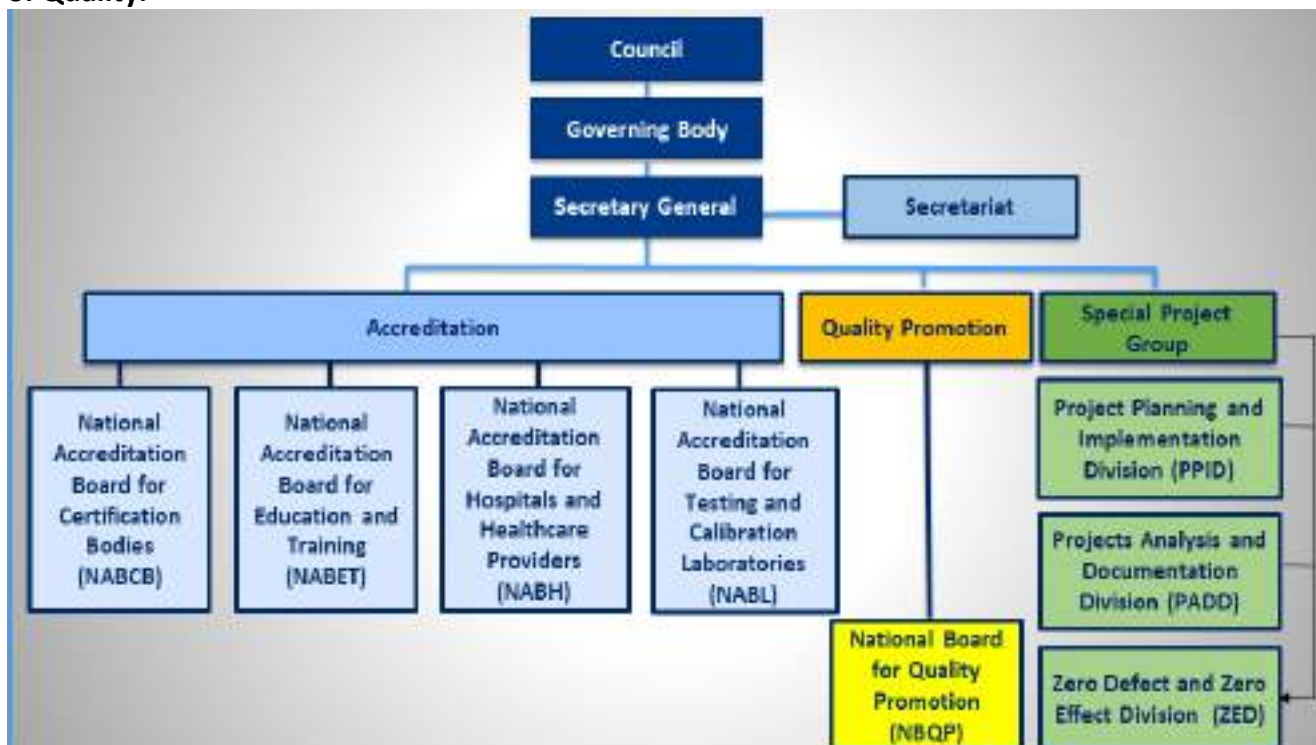 of Quality.
Council
Governing Body
Secretary General
Secretariat
Accreditation
Quality Promotion
Special Project
Group
National
Accreditation
Board for
Certification
Bodies
(NABCB)
National
Accreditation
Board for
Education and
Training
(NABET)
National
Accreditation
Board for
Hospitals and
Healthcare
Providers
(NABH)
National
Accreditation
Board for
Testing and
Calibration
Laboratories
(NABL)
National Board
for Quality
Promotion
(NBQP)
Project Planning and
Implementation
Division (PPID)
Projects Analysis and
Documentation
Division (PADD)
Zero Defect and Zero
Effect Division (ZED)